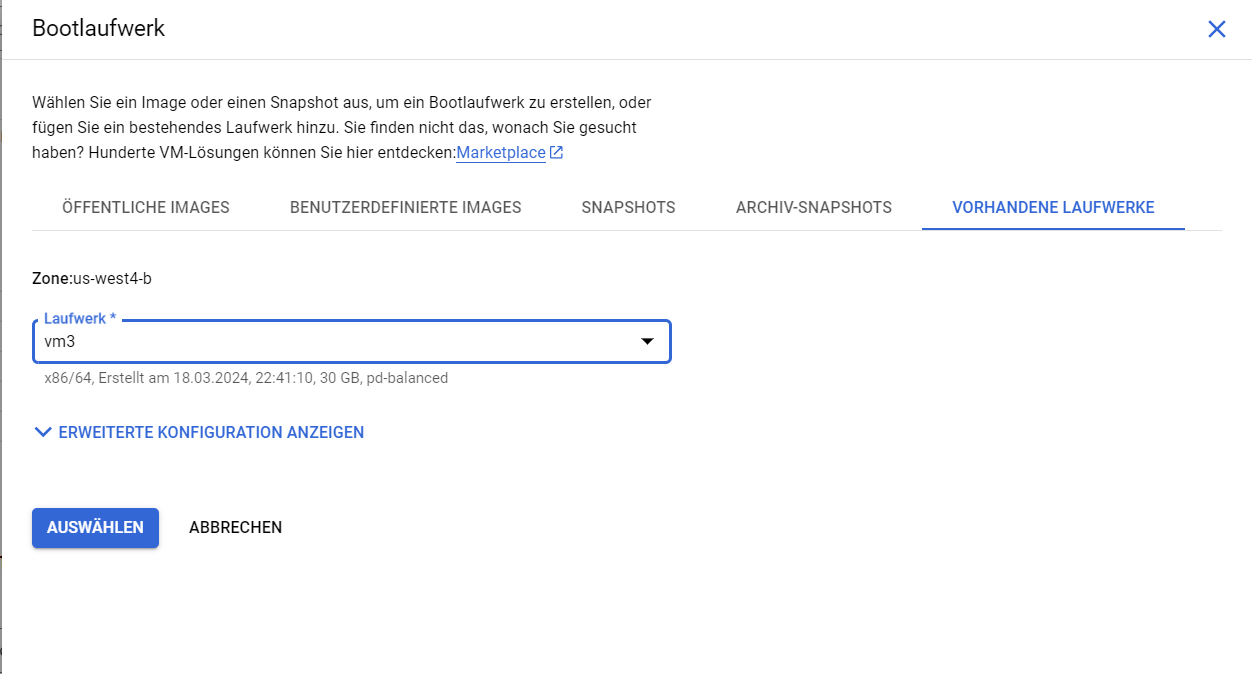 Bootlaufwerk
Wählen Sie ein Image oder einen Snapshot aus, um ein Bootlaufwerk zu erstellen, oder
fügen Sie ein bestehendes Laufwerk hinzu. Sie finden nicht das, wonach Sie gesucht
haben? Hunderte VM-Lösungen können Sie hier entdecken:Marketplace
ÖFFENTLICHE IMAGES BENUTZERDEFINIERTE IMAGES SNAPSHOTS ARCHIV-SNAPSHOTS VORHANDENE LAUFWERKE
Zone:us-west4-b
Laufwerk *
vm3
x86/64, Erstellt am 18.03.2024, 22:41:10, 30 GB, pd-balanced
ERWEITERTE KONFIGURATION ANZEIGEN
AUSWÄHLEN ABBRECHEN